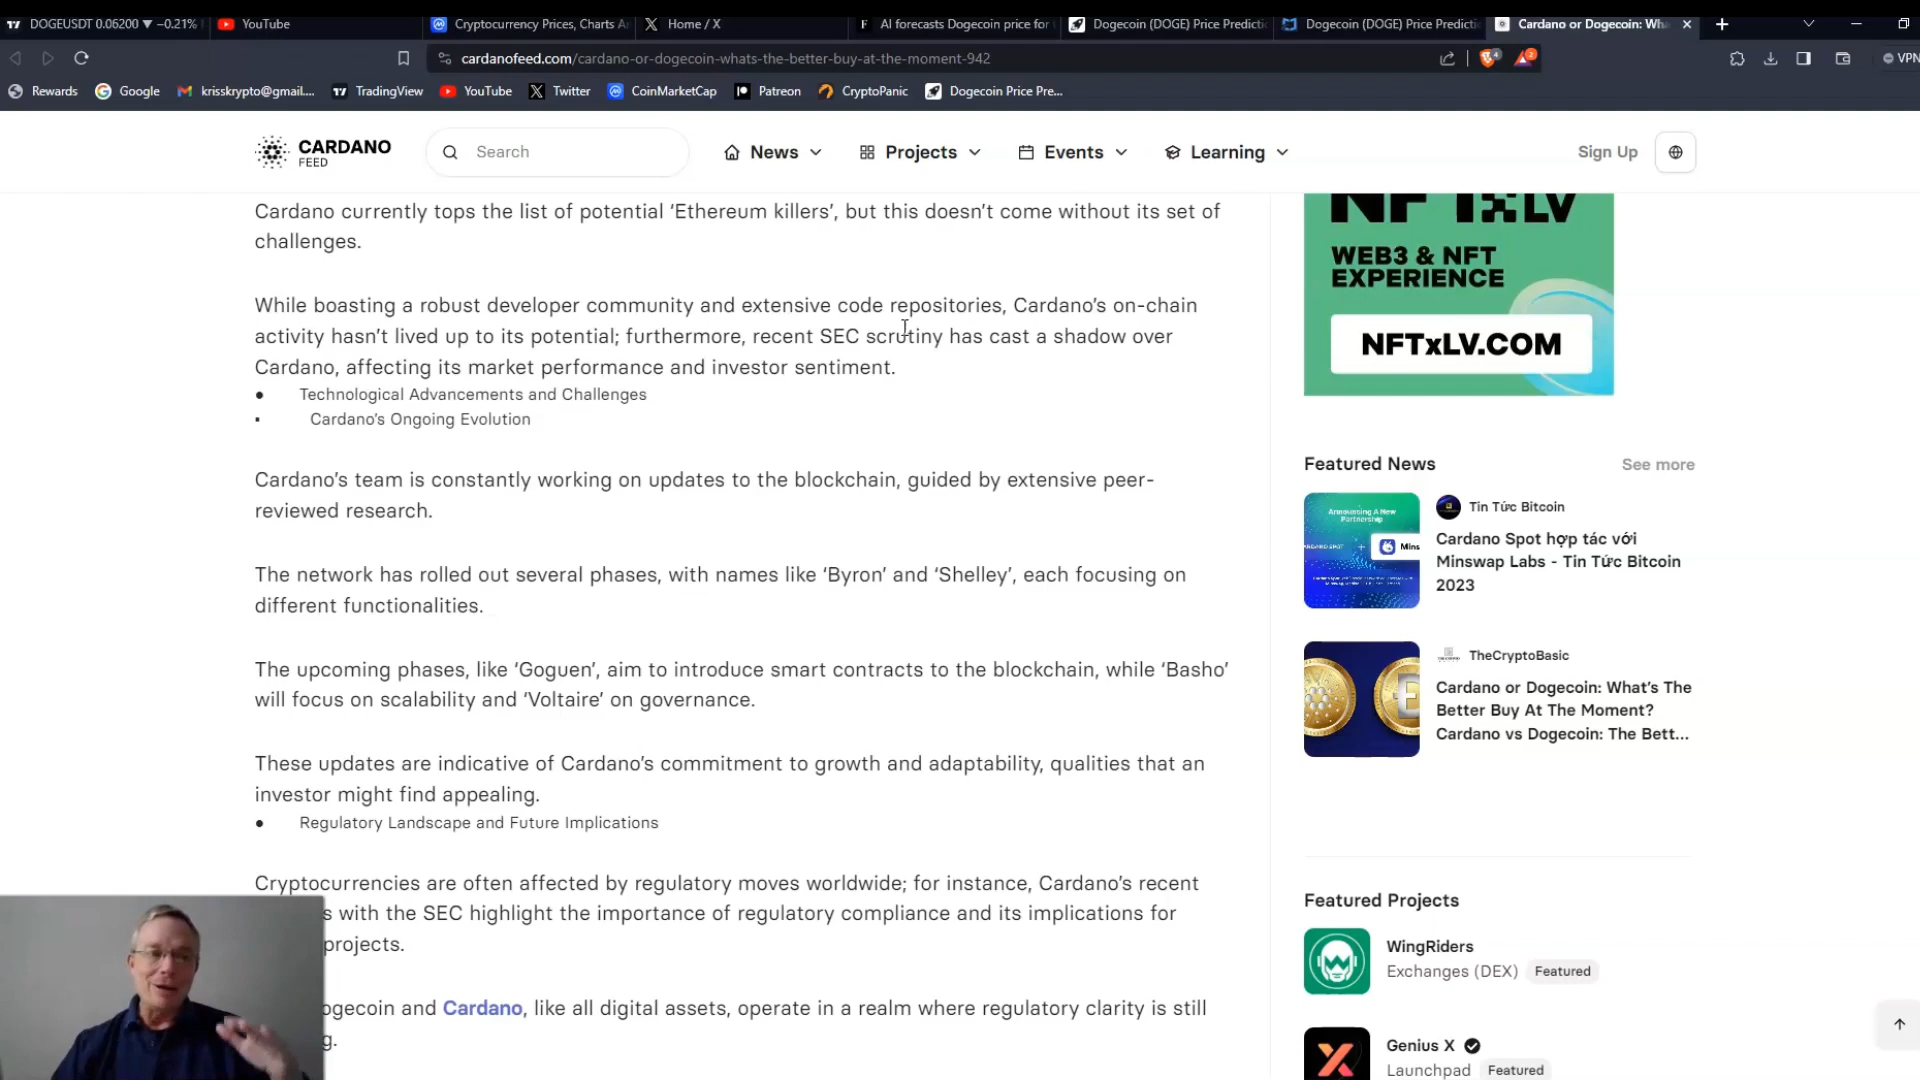 DOGEUSDT 0.06200 ▼ −0.21%
YouTube
Cryptocurrency Prices, Charts A
Home / X
AI forecasts Dogecoin price for
Dogecoin (DOGE) Price Predicti
Dogecoin (DOGE) Price Predicti
Cardano or Dogecoin: Wh
cardanofeed.com/cardano-or-dogecoin-whats-the-better-buy-at-the-moment-942
4
2
VPN
Rewards
Google
krisskrypto@gmail....
TradingView
YouTube
Twitter
CoinMarketCap
Patreon
CryptoPanic
Dogecoin Price Pre...
CARDANO
FEED
Search
News
Projects
Events
Learning
Sign Up
Cardano currently tops the list of potential ‘Ethereum killers’, but this doesn’t come without its set of
challenges.
While boasting a robust developer community and extensive code repositories, Cardano’s on-chain
activity hasn’t lived up to its potential; furthermore, recent SEC scrutiny has cast a shadow over
Cardano, affecting its market performance and investor sentiment.
● Technological Advancements and Challenges
▪ Cardano’s Ongoing Evolution
Cardano’s team is constantly working on updates to the blockchain, guided by extensive peer-
reviewed research.
The network has rolled out several phases, with names like ‘Byron’ and ‘Shelley’, each focusing on
different functionalities.
The upcoming phases, like ‘Goguen’, aim to introduce smart contracts to the blockchain, while ‘Basho’
will focus on scalability and ‘Voltaire’ on governance.
These updates are indicative of Cardano’s commitment to growth and adaptability, qualities that an
investor might find appealing.
● Regulatory Landscape and Future Implications
Cryptocurrencies are often affected by regulatory moves worldwide; for instance, Cardano’s recent
s with the SEC highlight the importance of regulatory compliance and its implications for
projects.
ogecoin and Cardano, like all digital assets, operate in a realm where regulatory clarity is still
g.
NFTxLV
WEB3 & NFT
EXPERIENCE
NFTxLV.COM
Featured News
See more
Announcing A New
Partnership
Mins
Tin Tức Bitcoin
Cardano Spot hợp tác với
Minswap Labs - Tin Tức Bitcoin
2023
TheCryptoBasic
Cardano or Dogecoin: What’s The
Better Buy At The Moment?
Cardano vs Dogecoin: The Bett...
Featured Projects
WingRiders
Exchanges (DEX)
Featured
Genius X
Launchpad
Featured